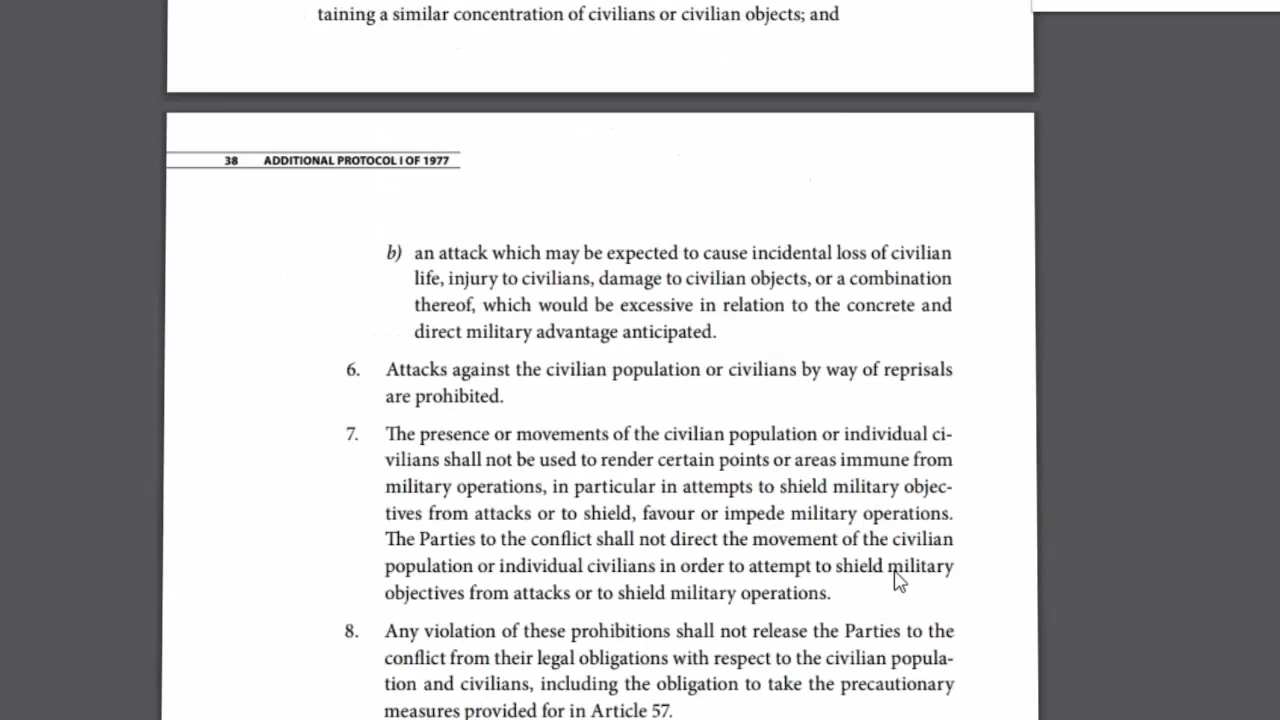 taining a similar concentration of civilians or civilian objects; and
38 ADDITIONAL PROTOCOL I OF 1977
b) an attack which may be expected to cause incidental loss of civilian
life, injury to civilians, damage to civilian objects, or a combination
thereof, which would be excessive in relation to the concrete and
direct military advantage anticipated.
6. Attacks against the civilian population or civilians by way of reprisals
are prohibited.
7. The presence or movements of the civilian population or individual ci-
vilians shall not be used to render certain points or areas immune from
military operations, in particular in attempts to shield military objec-
tives from attacks or to shield, favour or impede military operations.
The Parties to the conflict shall not direct the movement of the civilian
population or individual civilians in order to attempt to shield military
objectives from attacks or to shield military operations.
8. Any violation of these prohibitions shall not release the Parties to the
conflict from their legal obligations with respect to the civilian popula-
tion and civilians, including the obligation to take the precautionary
measures provided for in Article 57.